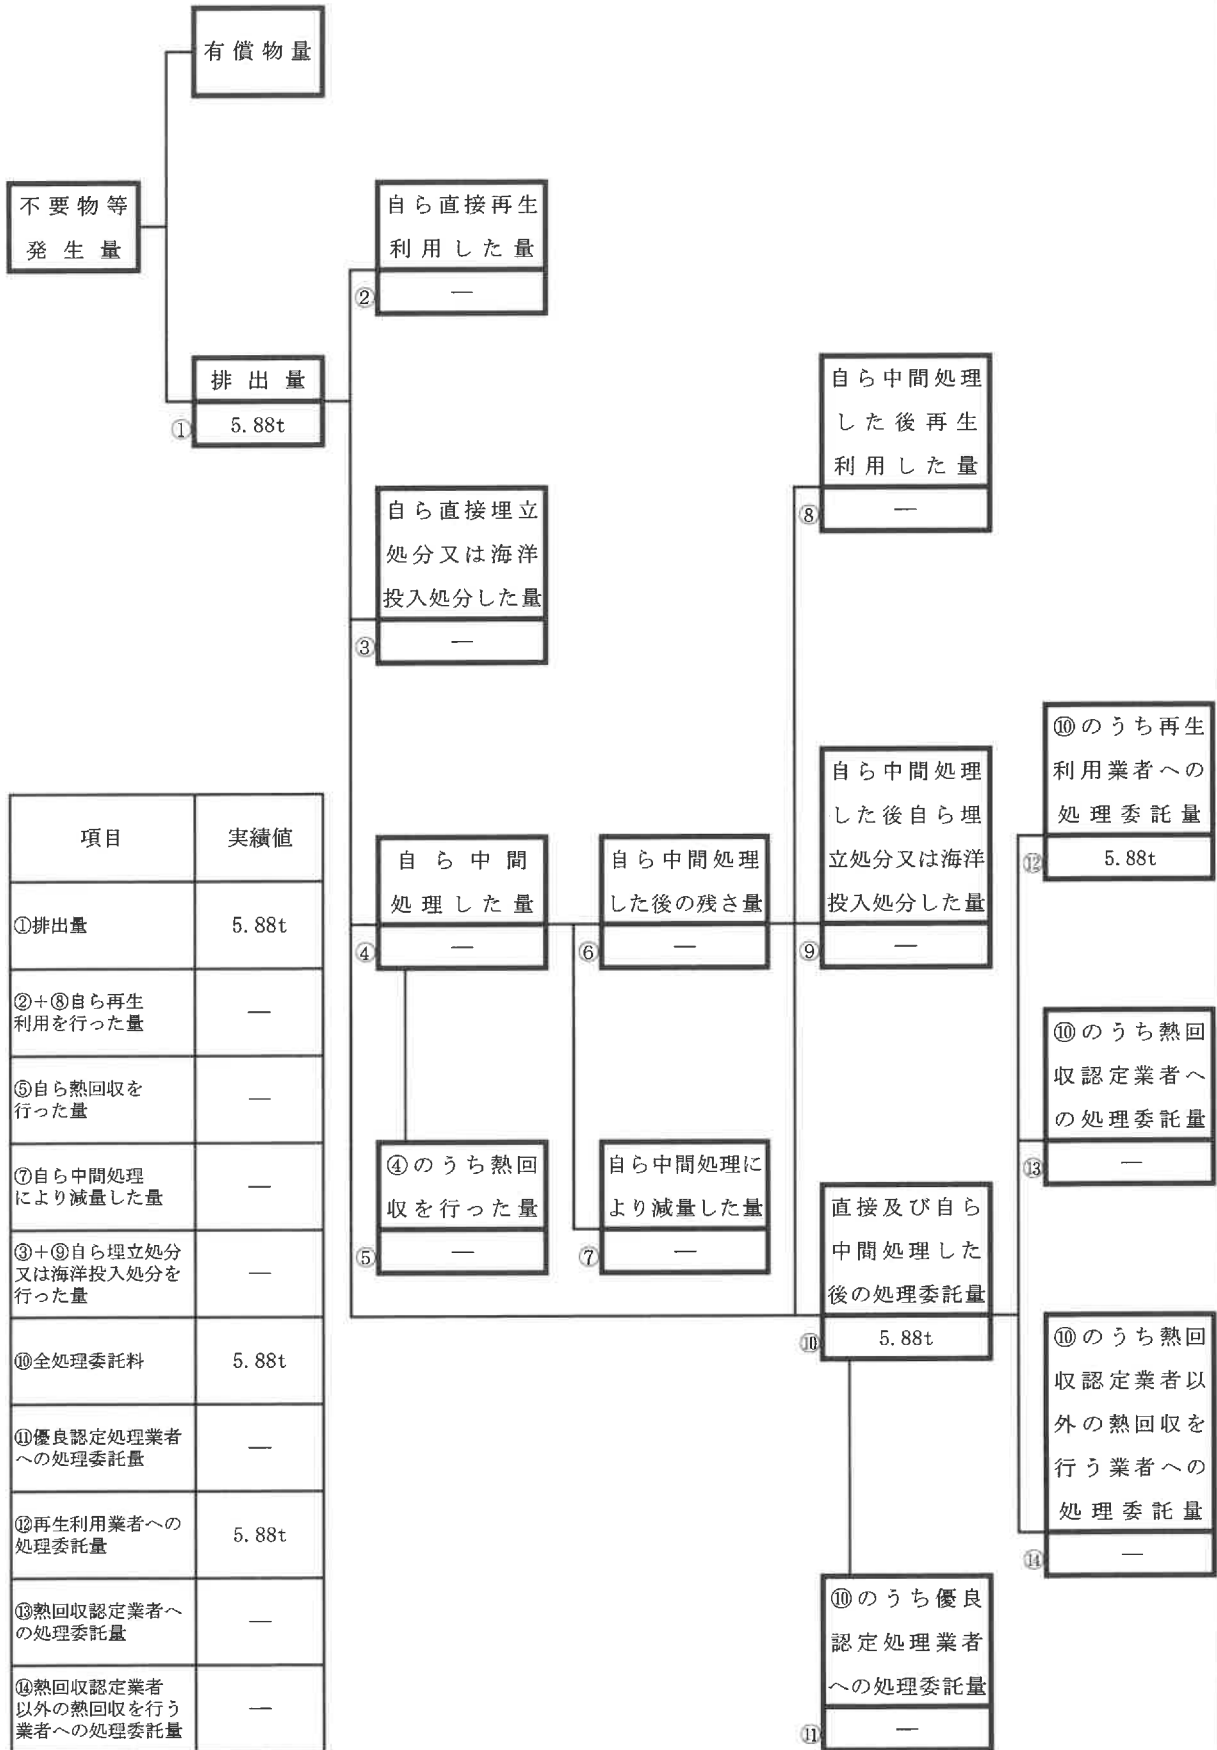 有償物量
不要物等
発生量
自ら直接再生
利用した量
②
—
排出量
①
5.88t
自ら中間処理
した後再生
利用した量
⑧
—
自ら直接埋立
処分又は海洋
投入処分した量
③
—
⑩のうち再生
利用業者への
処理委託量
⑫
5.88t
自ら中間処理
した後自ら埋
立処分又は海洋
投入処分した量
⑨
—
自ら中間
処理した量
④
—
自ら中間処理
した後の残さ量
⑥
—
⑩のうち熱回
収認定業者へ
の処理委託量
⑬
—
④のうち熱回
収を行った量
⑤
—
自ら中間処理に
より減量した量
⑦
—
直接及び自ら
中間処理した
後の処理委託量
⑩
5.88t
⑩のうち熱回
収認定業者以
外の熱回収を
行う業者への
処理委託量
⑭
—
⑩のうち優良
認定処理業者
への処理委託量
⑪
—
項目 実績値
①排出量 5.88t
②+⑧自ら再生
利用を行った量 —
⑤自ら熱回収を
行った量 —
⑦自ら中間処理
により減量した量 —
③+⑨自ら埋立処分
又は海洋投入処分を
行った量 —
⑩全処理委託料 5.88t
⑪優良認定処理業者
への処理委託量 —
⑫再生利用業者への
処理委託量 5.88t
⑬熱回収認定業者へ
の処理委託量 —
⑭熱回収認定業者
以外の熱回収を行う
業者への処理委託量 —